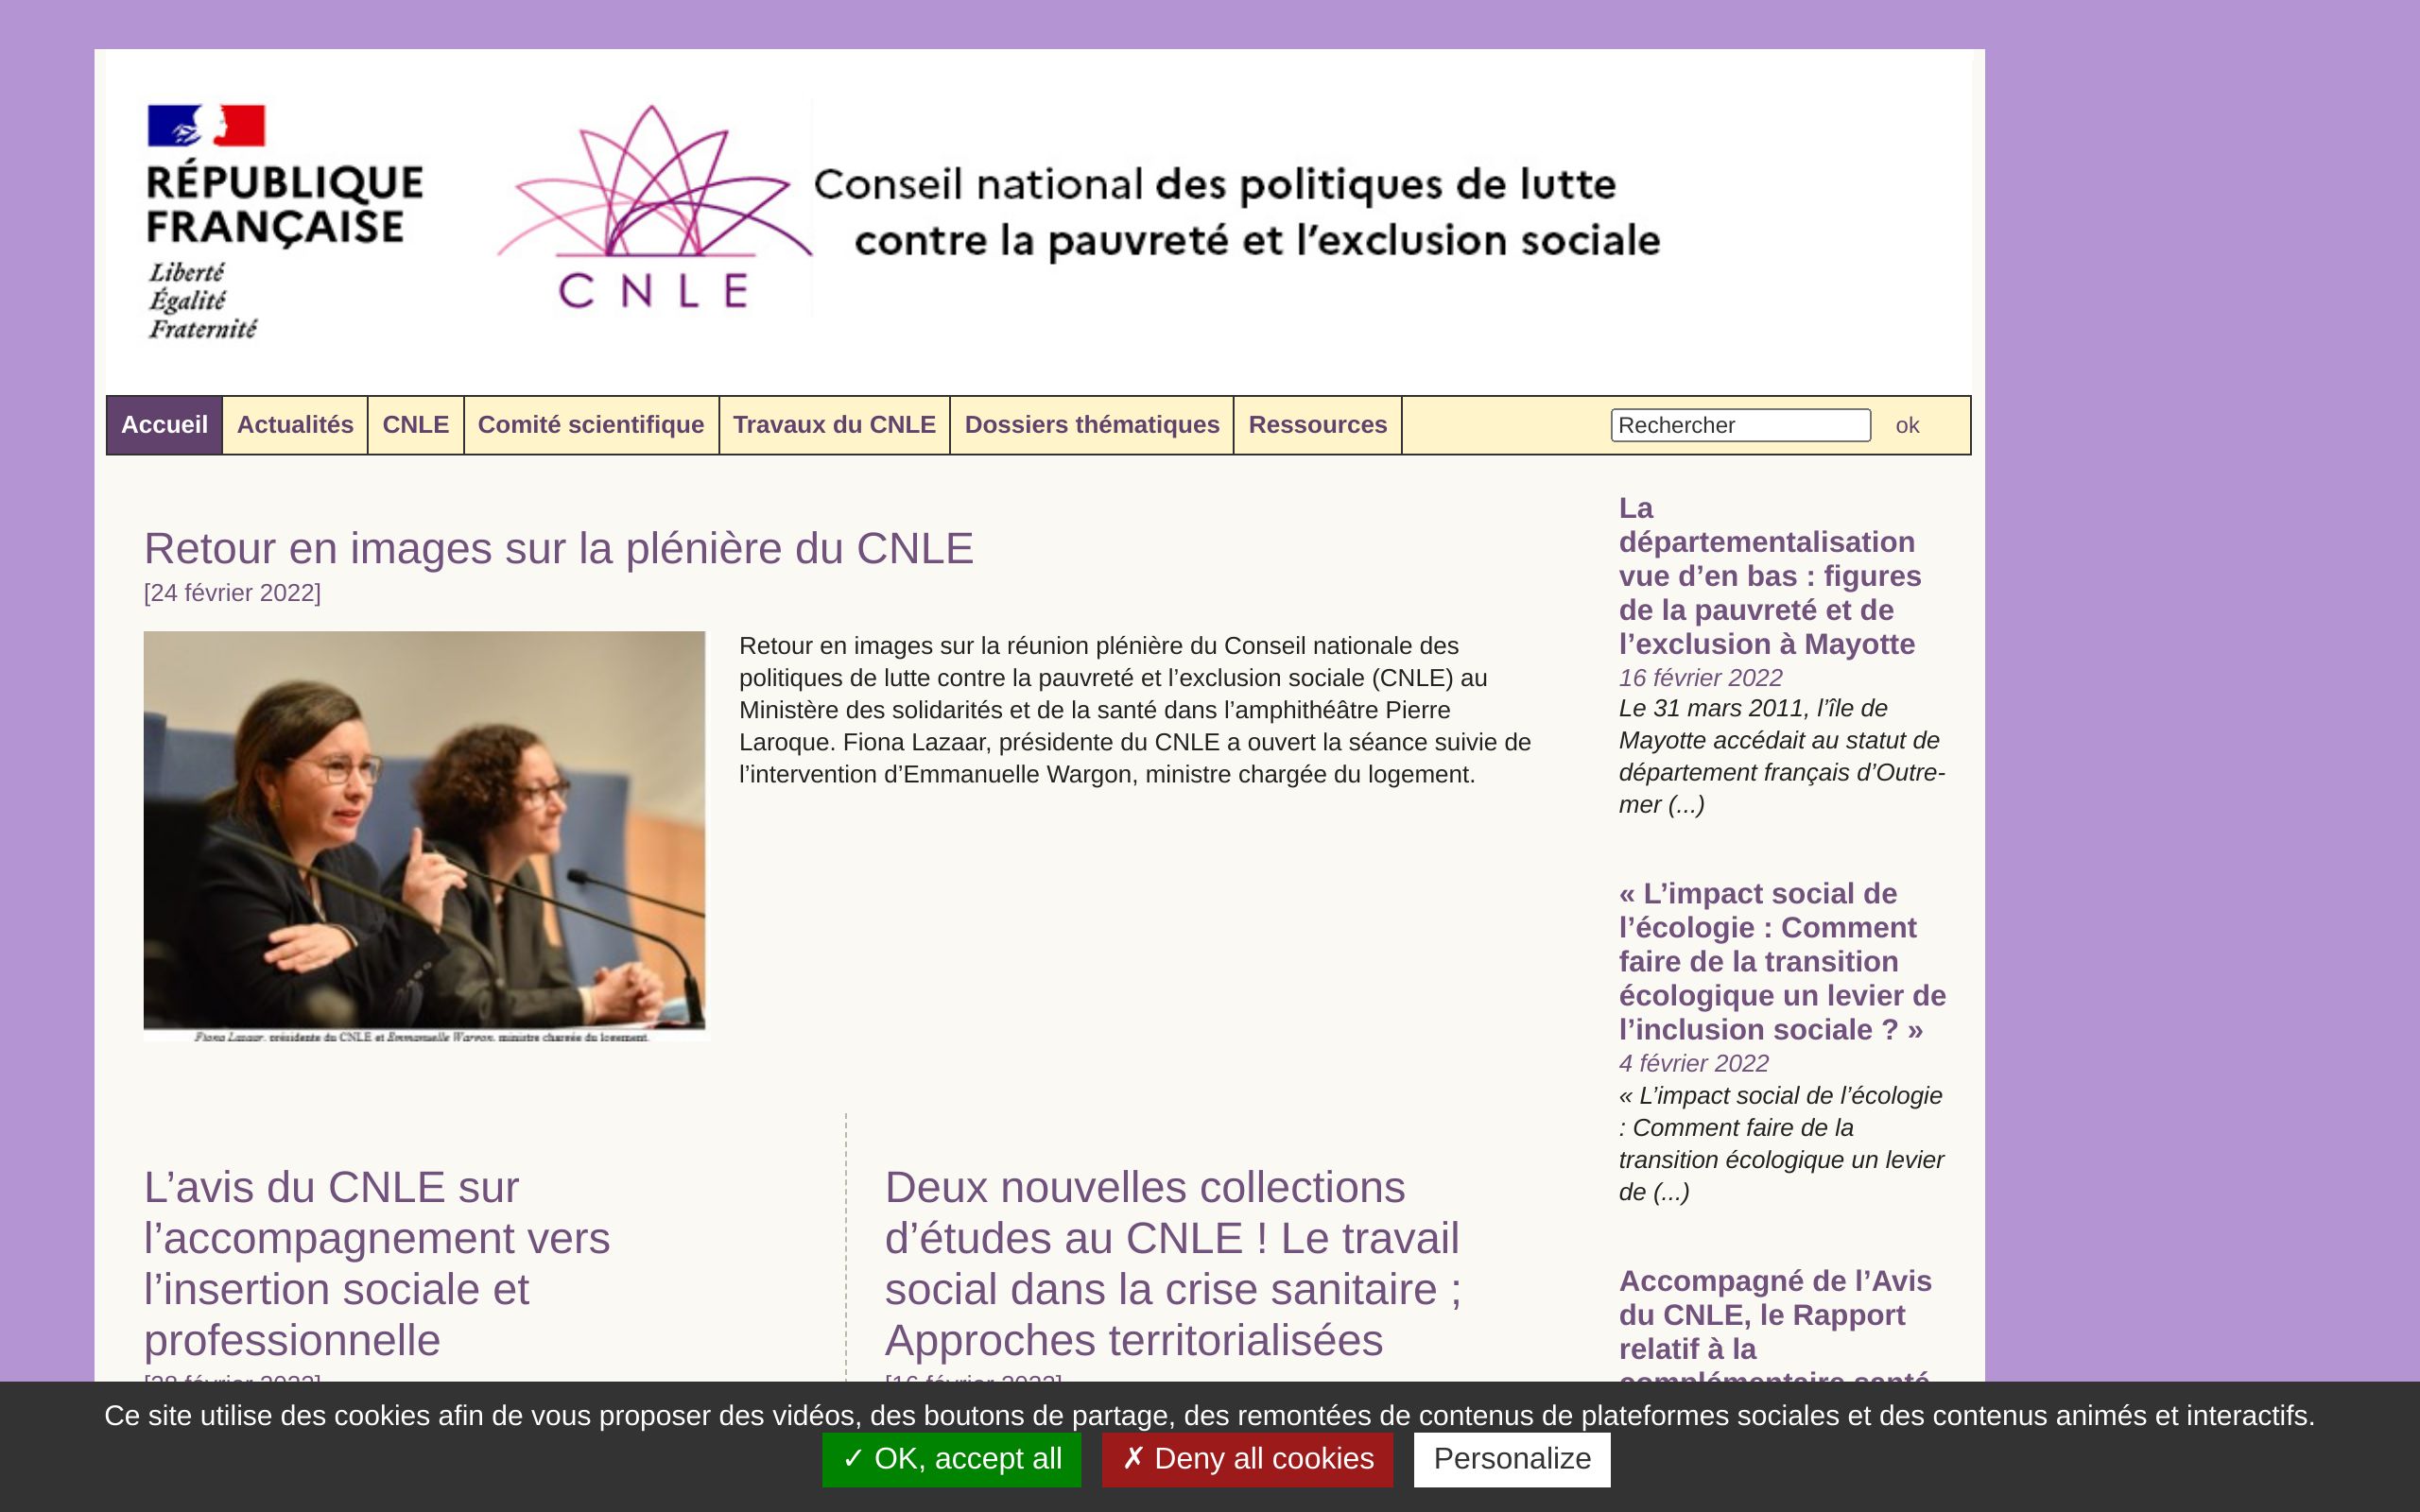 RÉPUBLIQUE
FRANÇAISE
Liberté
Égalité
Fraternité
CNLE
Conseil national des politiques de lutte
contre la pauvreté et l’exclusion sociale
Accueil Actualités CNLE Comité scientifique Travaux du CNLE Dossiers thématiques Ressources Rechercher ok
Retour en images sur la plénière du CNLE
[24 février 2022]
Retour en images sur la réunion plénière du Conseil nationale des
politiques de lutte contre la pauvreté et l’exclusion sociale (CNLE) au
Ministère des solidarités et de la santé dans l’amphithéâtre Pierre
Laroque. Fiona Lazaar, présidente du CNLE a ouvert la séance suivie de
l’intervention d’Emmanuelle Wargon, ministre chargée du logement.
Fiona Lazaar, présidente du CNLE et Emmanuelle Wargon, ministre chargée du logement.
L’avis du CNLE sur
l’accompagnement vers
l’insertion sociale et
professionnelle
Deux nouvelles collections
d’études au CNLE ! Le travail
social dans la crise sanitaire ;
Approches territorialisées
[16 février 2022]
La
départementalisation
vue d’en bas : figures
de la pauvreté et de
l’exclusion à Mayotte
16 février 2022
Le 31 mars 2011, l’île de
Mayotte accédait au statut de
département français d’Outre-
mer (...)
« L’impact social de
l’écologie : Comment
faire de la transition
écologique un levier de
l’inclusion sociale ? »
4 février 2022
« L’impact social de l’écologie
: Comment faire de la
transition écologique un levier
de (...)
Accompagné de l’Avis
du CNLE, le Rapport
relatif à la
complémentaire santé
Ce site utilise des cookies afin de vous proposer des vidéos, des boutons de partage, des remontées de contenus de plateformes sociales et des contenus animés et interactifs.
✓ OK, accept all ✗ Deny all cookies Personalize